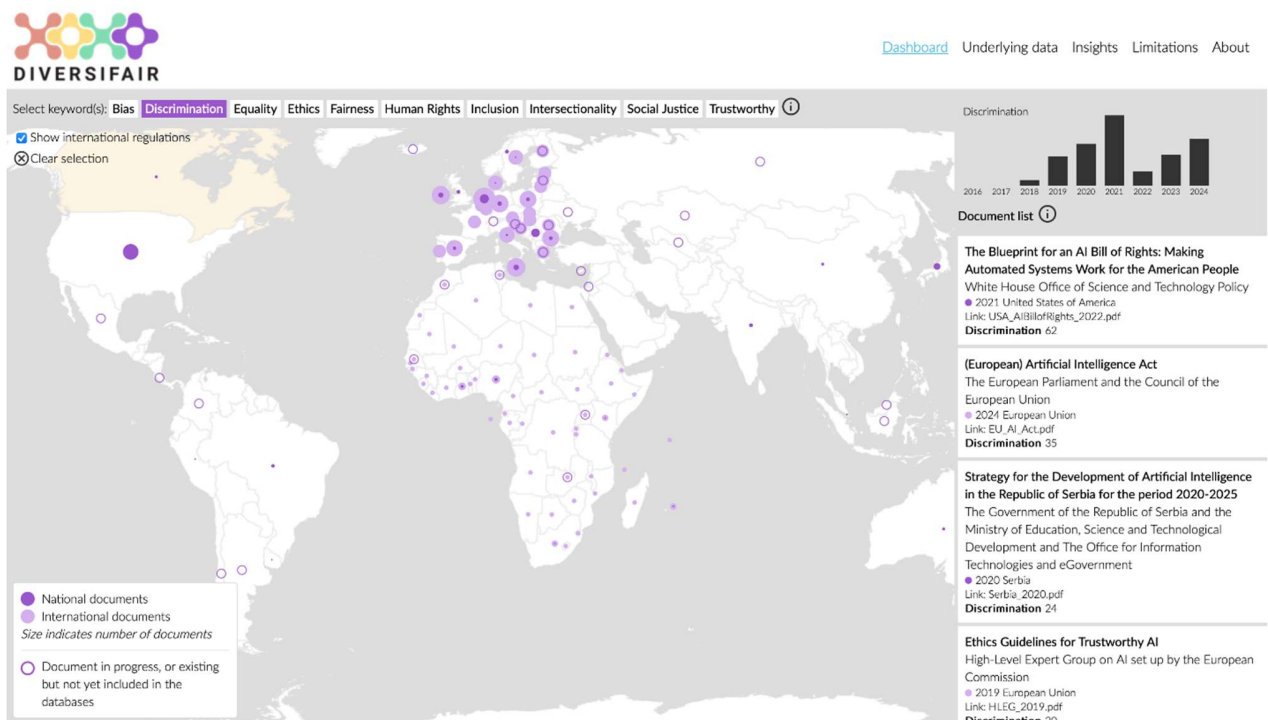 DIVERSIFAIR
Dashboard Underlying data Insights Limitations About
Select keyword(s): Bias Discrimination Equality Ethics Fairness Human Rights Inclusion Intersectionality Social Justice Trustworthy
Show international regulations
Clear selection
National documents
International documents
Size indicates number of documents
Document in progress, or existing
but not yet included in the
databases
Discrimination
2016 2017 2018 2019 2020 2021 2022 2023 2024
Document list
The Blueprint for an AI Bill of Rights: Making
Automated Systems Work for the American People
White House Office of Science and Technology Policy
2021 United States of America
Link: USA_AIBillofRights_2022.pdf
Discrimination 62
(European) Artificial Intelligence Act
The European Parliament and the Council of the
European Union
2024 European Union
Link: EU_AI_Act.pdf
Discrimination 35
Strategy for the Development of Artificial Intelligence
in the Republic of Serbia for the period 2020-2025
The Government of the Republic of Serbia and the
Ministry of Education, Science and Technological
Development and The Office for Information
Technologies and eGovernment
2020 Serbia
Link: Serbia_2020.pdf
Discrimination 24
Ethics Guidelines for Trustworthy AI
High-Level Expert Group on AI set up by the European
Commission
2019 European Union
Link: HLEG_2019.pdf
Discrimination